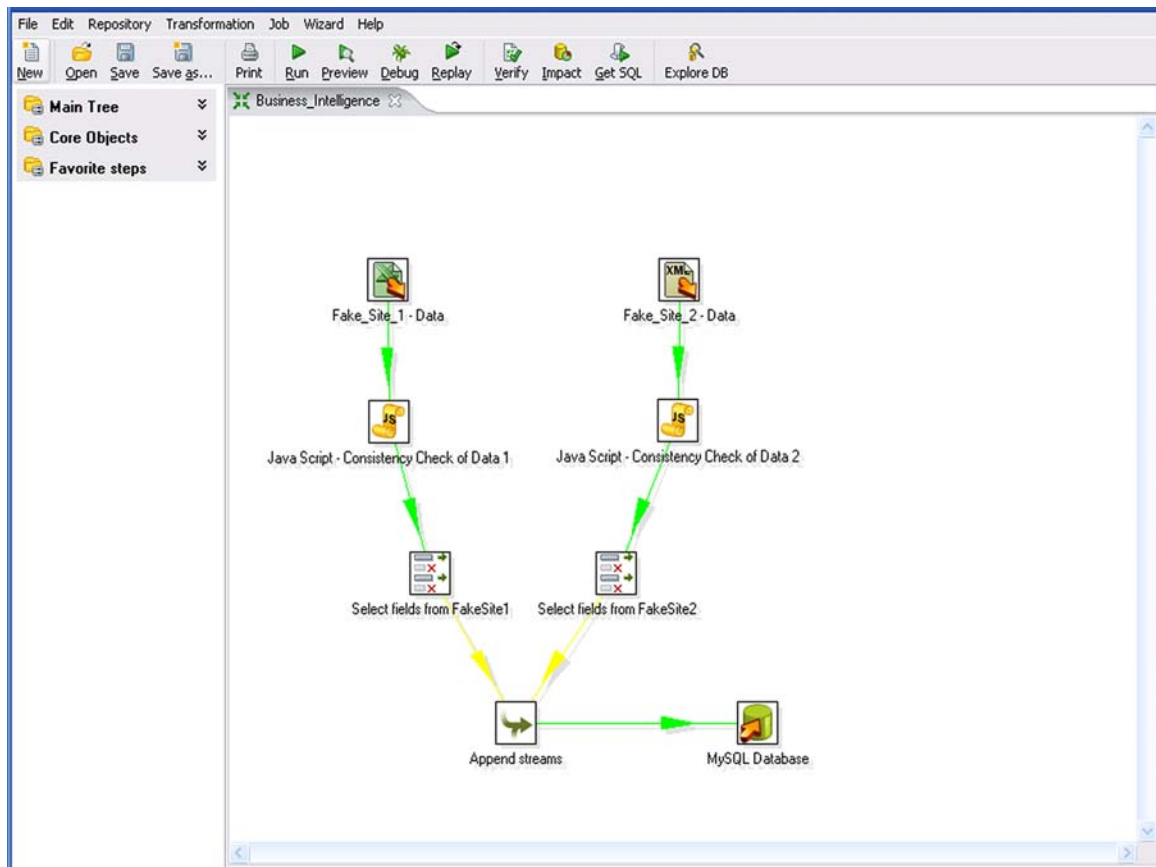 File Edit Repository Transformation Job Wizard Help
New Open Save Save as... Print Run Preview Debug Replay Verify Impact Get SQL Explore DB
Main Tree
Core Objects
Favorite steps
Business_Intelligence
XML
Fake_Site_1 - Data
Fake_Site_2 - Data
JS
JS
Java Script - Consistency Check of Data 1
Java Script - Consistency Check of Data 2
Select fields from FakeSite1
Select fields from FakeSite2
Append streams
MySQL Database